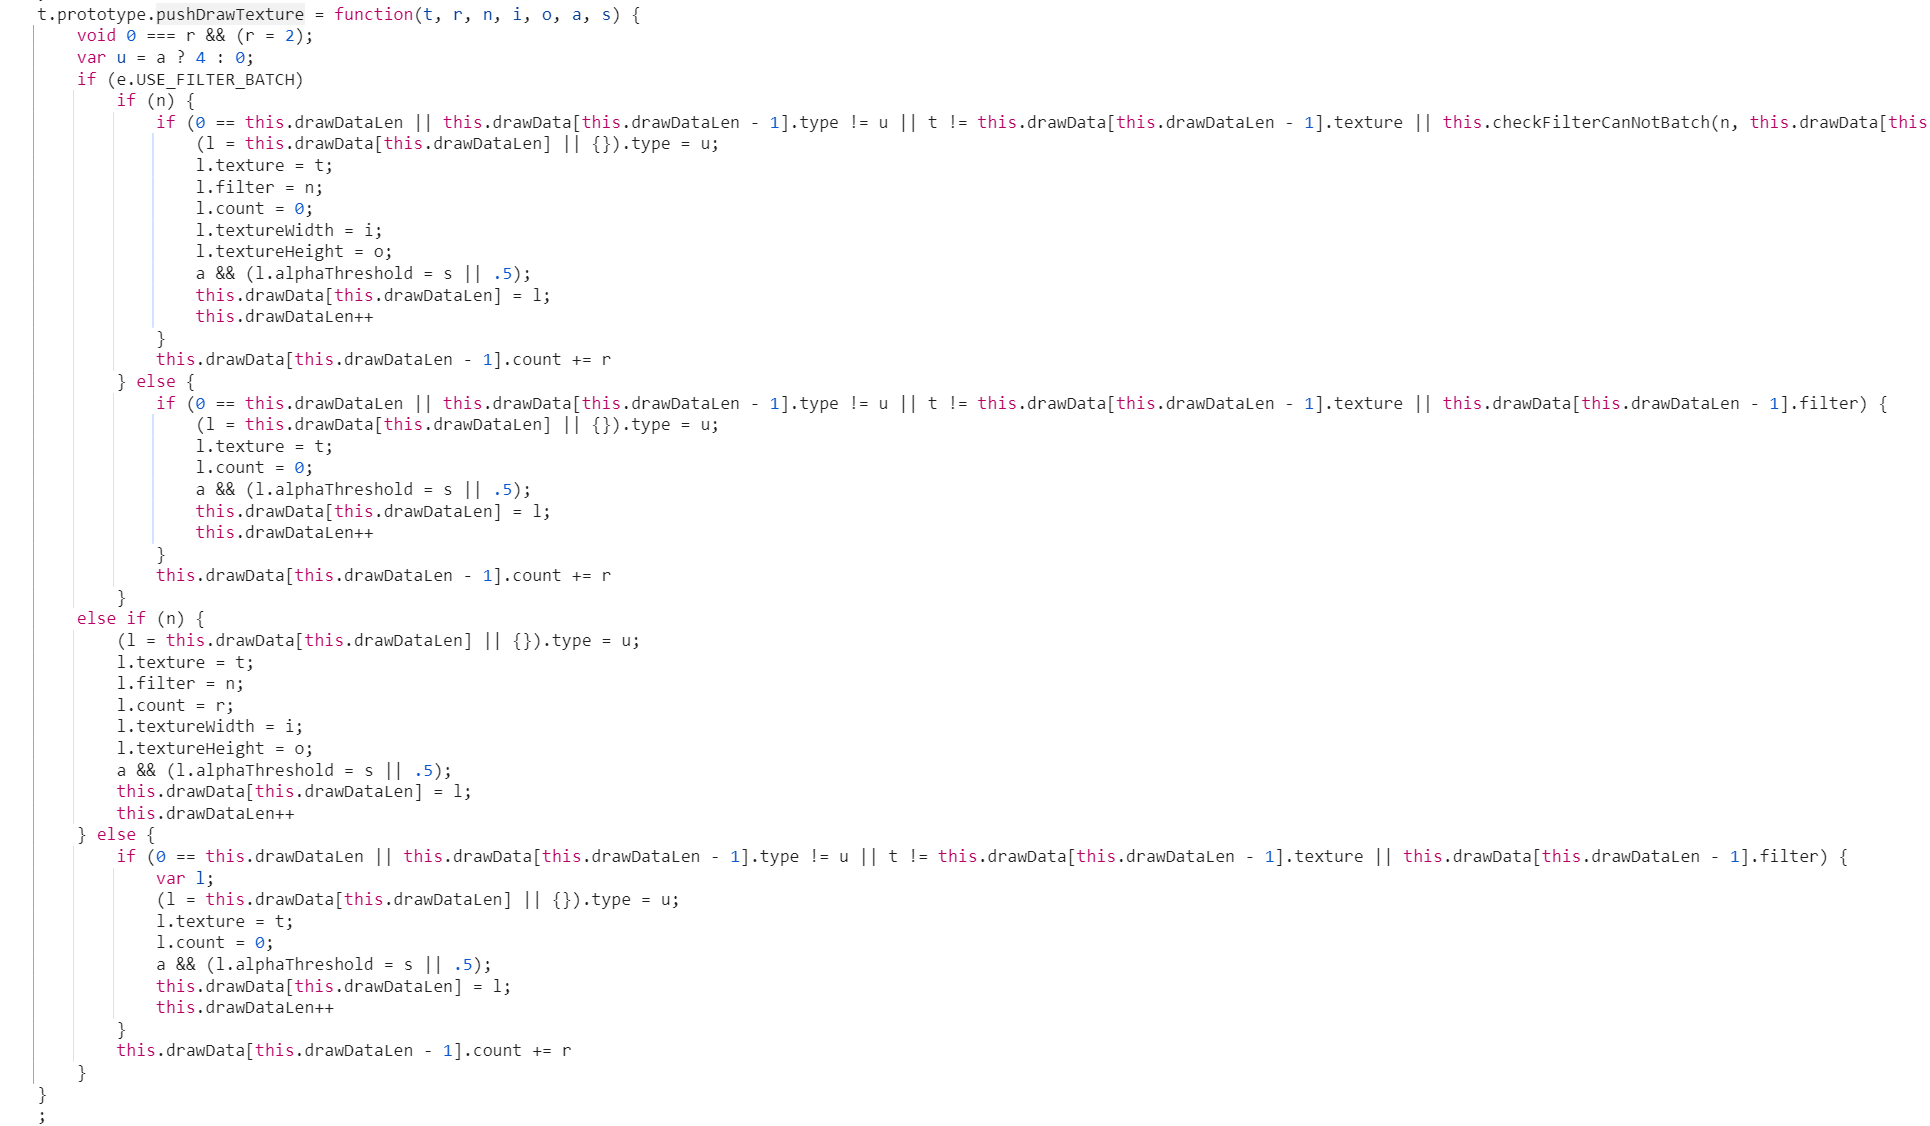 t.prototype.pushDrawTexture = function(t, r, n, i, o, a, s) {
void 0 === r && (r = 2);
var u = a ? 4 : 0;
if (e.USE_FILTER_BATCH)
if (n) {
if (0 == this.drawDataLen || this.drawData[this.drawDataLen - 1].type != u || t != this.drawData[this.drawDataLen - 1].texture || this.checkFilterCanNotBatch(n, this.drawData[this
(l = this.drawData[this.drawDataLen] || {}).type = u;
l.texture = t;
l.filter = n;
l.count = 0;
l.textureWidth = i;
l.textureHeight = o;
a && (l.alphaThreshold = s || .5);
this.drawData[this.drawDataLen] = l;
this.drawDataLen++
}
this.drawData[this.drawDataLen - 1].count += r
} else {
if (0 == this.drawDataLen || this.drawData[this.drawDataLen - 1].type != u || t != this.drawData[this.drawDataLen - 1].texture || this.drawData[this.drawDataLen - 1].filter) {
(l = this.drawData[this.drawDataLen] || {}).type = u;
l.texture = t;
l.count = 0;
a && (l.alphaThreshold = s || .5);
this.drawData[this.drawDataLen] = l;
this.drawDataLen++
}
this.drawData[this.drawDataLen - 1].count += r
}
else if (n) {
(l = this.drawData[this.drawDataLen] || {}).type = u;
l.texture = t;
l.filter = n;
l.count = r;
l.textureWidth = i;
l.textureHeight = o;
a && (l.alphaThreshold = s || .5);
this.drawData[this.drawDataLen] = l;
this.drawDataLen++
} else {
if (0 == this.drawDataLen || this.drawData[this.drawDataLen - 1].type != u || t != this.drawData[this.drawDataLen - 1].texture || this.drawData[this.drawDataLen - 1].filter) {
var l;
(l = this.drawData[this.drawDataLen] || {}).type = u;
l.texture = t;
l.count = 0;
a && (l.alphaThreshold = s || .5);
this.drawData[this.drawDataLen] = l;
this.drawDataLen++
}
this.drawData[this.drawDataLen - 1].count += r
}
}
;